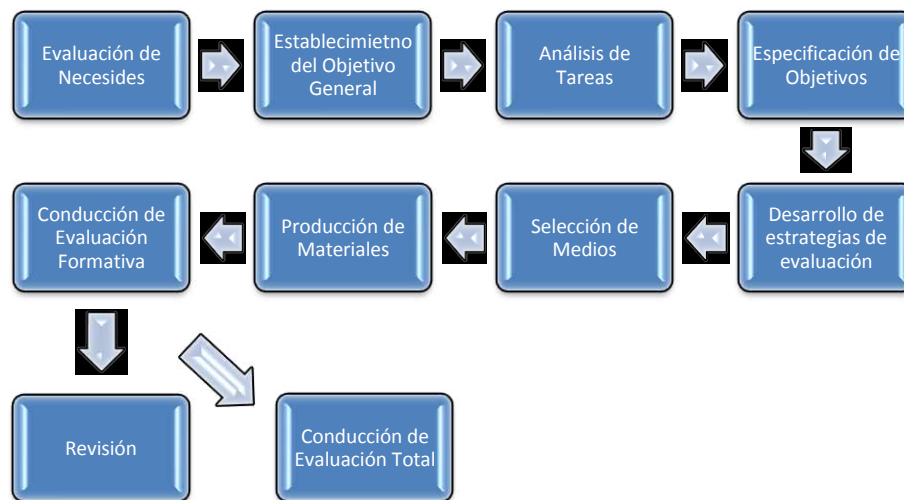 Evaluación de
Necesides
Establecimietno
del Objetivo
General
Análisis de
Tareas
Especificación de
Objetivos
Conducción de
Evaluación
Formativa
Producción de
Materiales
Selección de
Medios
Desarrollo de
estrategias de
evaluación
Revisión
Conducción de
Evaluación Total